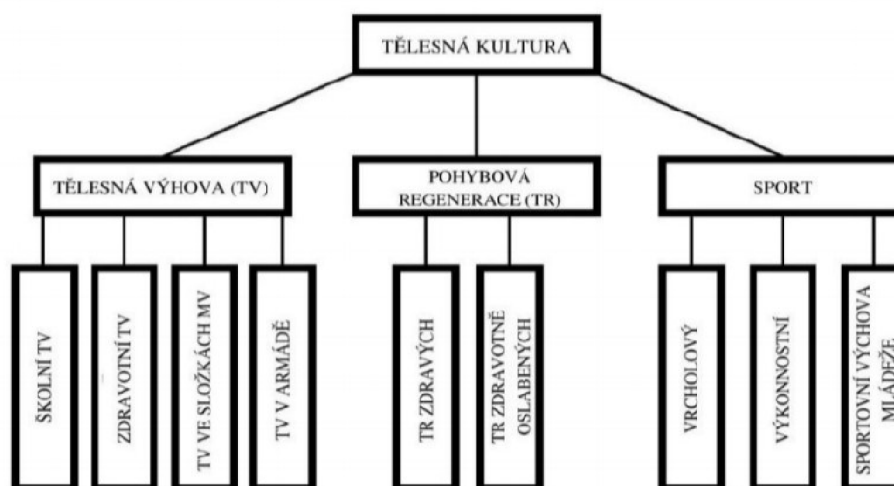 TĚLESNÁ KULTURA
TĚLESNÁ VÝHOVA (TV)
POHYBOVÁ
REGENERACE (TR)
SPORT
ŠKOLNÍ TV
ZDRAVOTNÍ TV
TV VE SLOŽKÁCH MV
TV V ARMÁDĚ
TR ZDRAVÝCH
TR ZDRAVOTNĚ
OSLABENÝCH
VRCHOLOVÝ
VÝKONNOSTNÍ
SPORTOVNÍ VÝCHOVA
MLÁDEŽE